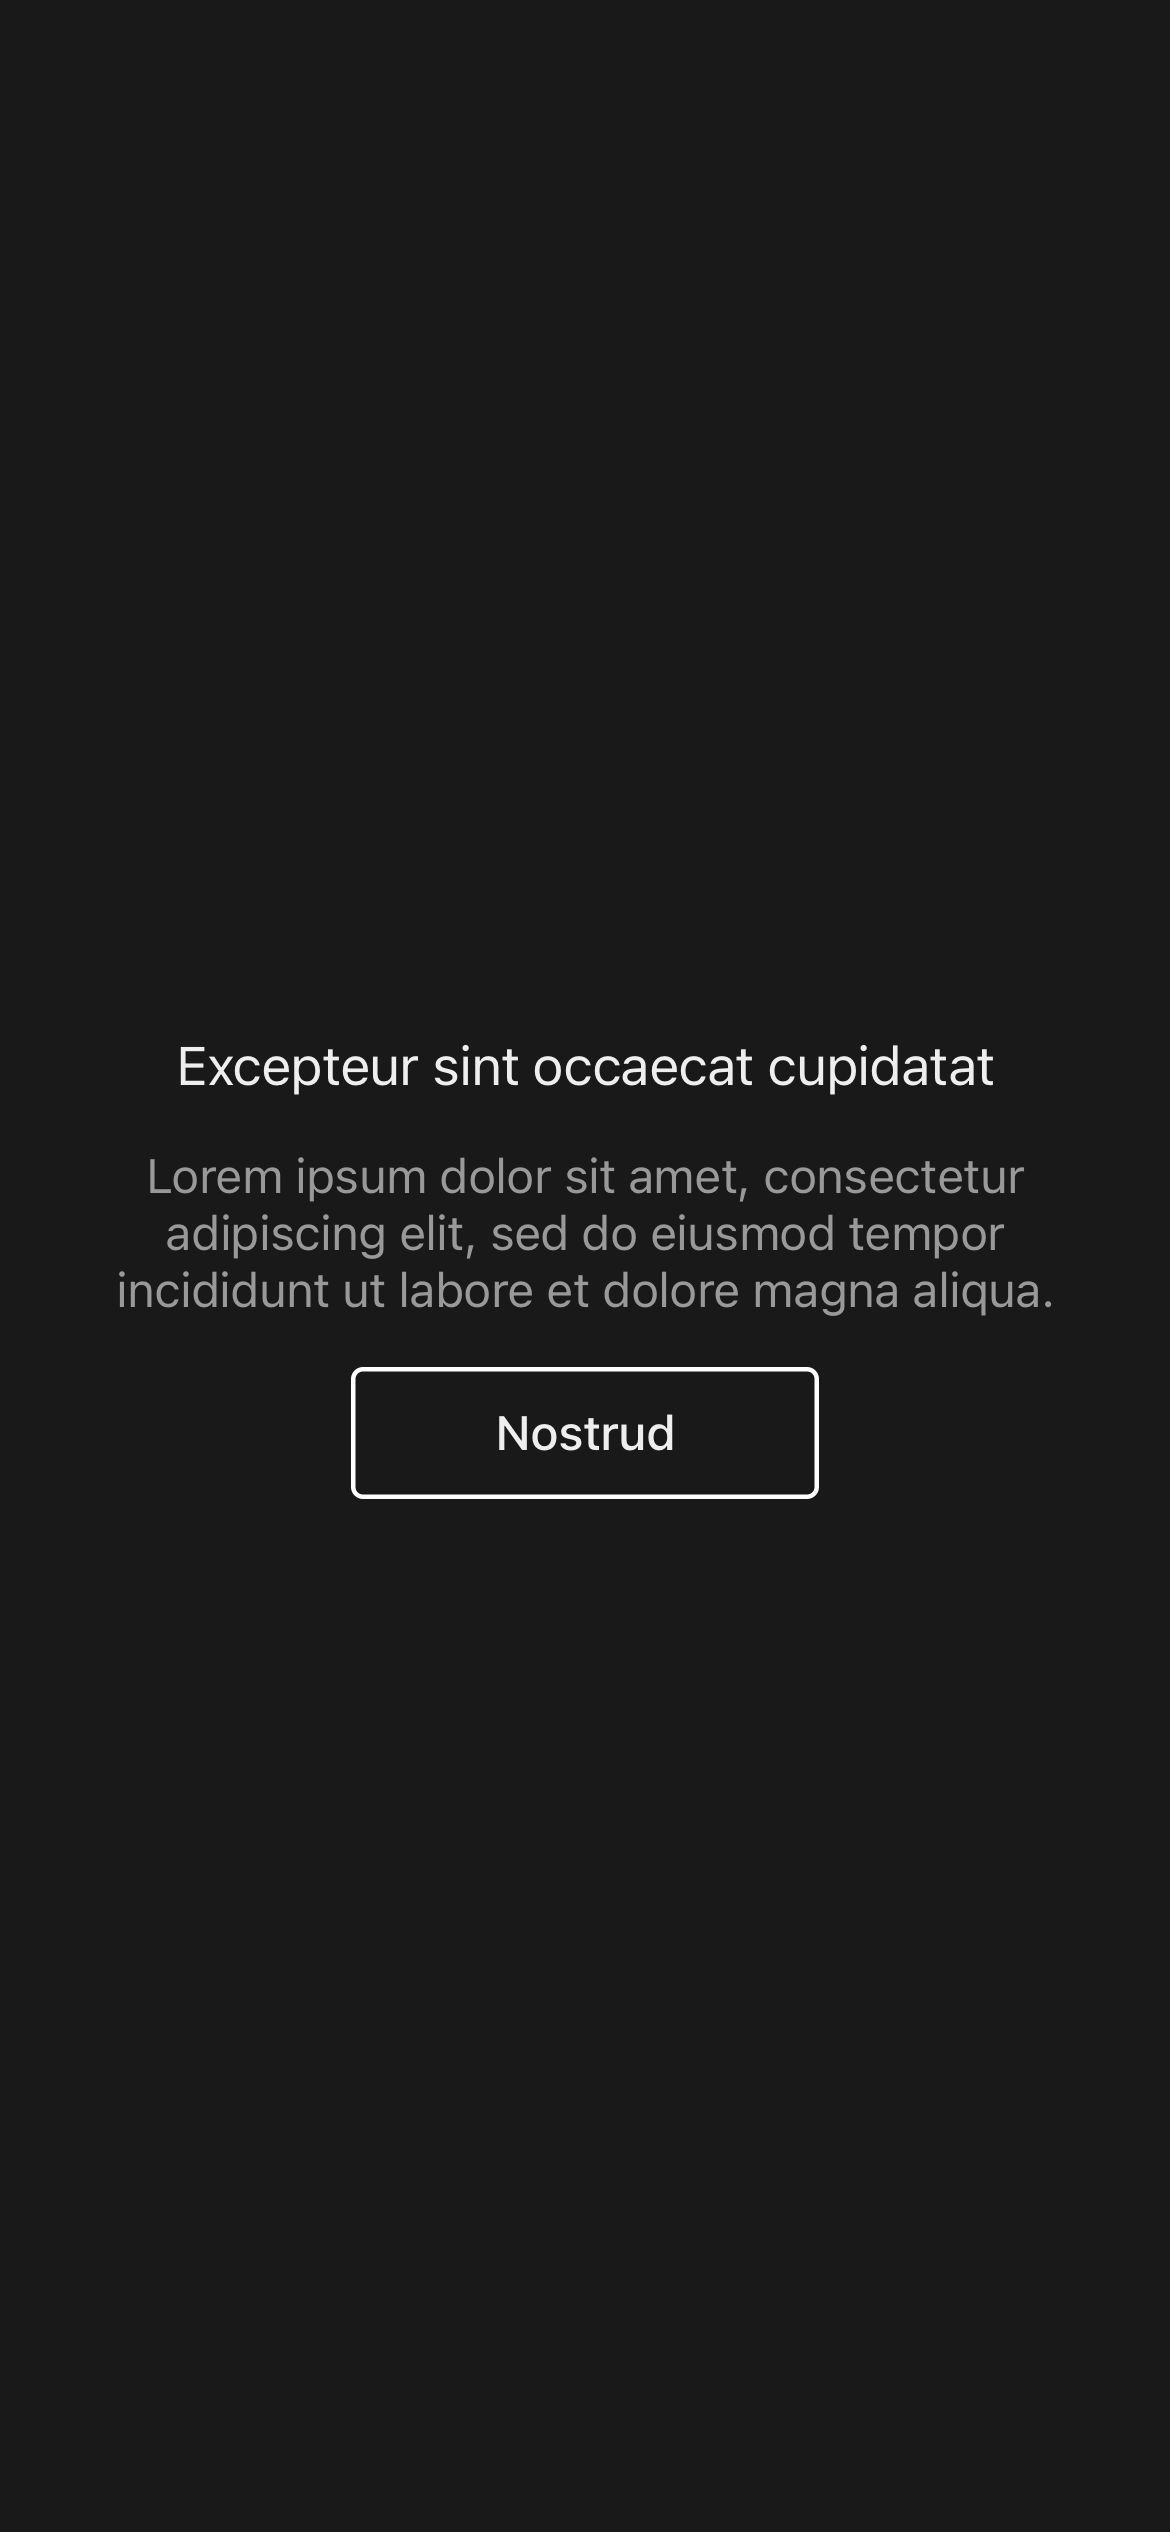 Excepteur sint occaecat cupidatat
Lorem ipsum dolor sit amet, consectetur
adipiscing elit, sed do eiusmod tempor
incididunt ut labore et dolore magna aliqua.
Nostrud